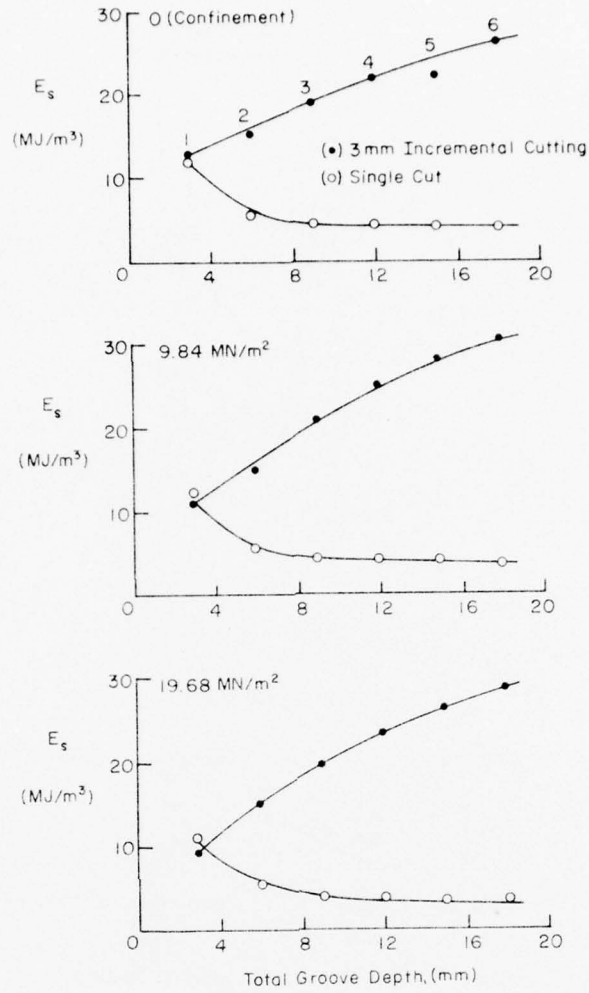 30
O (Confinement)
6
5
4
3
2
1
E_s
20
(MJ/m³)
(•) 3mm Incremental Cutting
(○) Single Cut
10
0 4 8 12 16 20
30
9.84 MN/m²
E_s
20
(MJ/m³)
10
0 4 8 12 16 20
30
19.68 MN/m²
E_s
20
(MJ/m³)
10
0 4 8 12 16 20
Total Groove Depth, (mm)